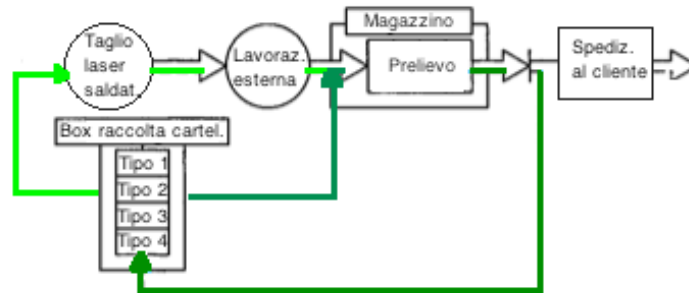 Taglio
laser
saldat.
Lavoraz.
esterna
Magazzino
Prelievo
Spediz.
al cliente
Box raccolta cartel.
Tipo 1
Tipo 2
Tipo 3
Tipo 4